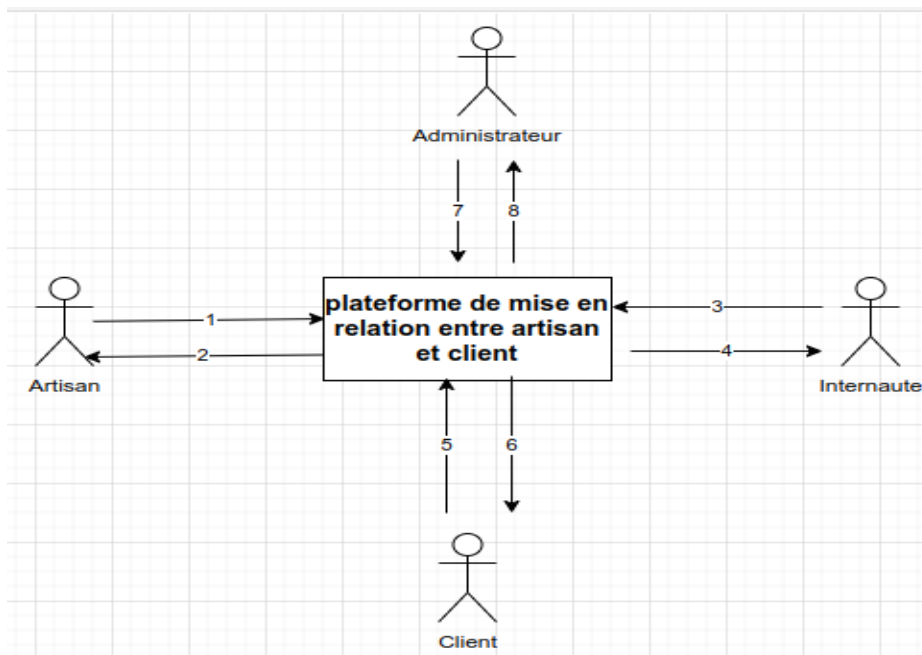 Administrateur
7
8
plateforme de mise en
relation entre artisan
et client
1
2
3
4
Artisan
Internaute
5
6
Client